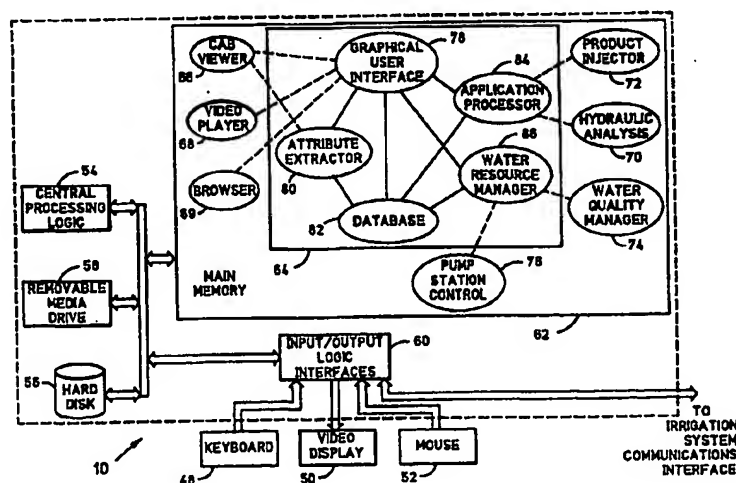 CAD
VIEWER
66
GRAPHICAL
USER
INTERFACE
78
84
PRODUCT
INJECTOR
72
VIDEO
PLAYER
68
APPLICATION
PROCESSOR
HYDRAULIC
ANALYSIS
70
ATTRIBUTE
EXTRACTOR
80
86
WATER
RESOURCE
MANAGER
BROWSER
69
DATABASE
82
WATER
QUALITY
MANAGER
74
54
CENTRAL
PROCESSING
LOGIC
64
MAIN
MEMORY
PUMP
STATION
CONTROL
76
58
REMOVABLE
MEDIA
DRIVE
62
INPUT/OUTPUT
LOGIC
INTERFACES
60
56
HARD
DISK
10
KEYBOARD
48
VIDEO
DISPLAY
50
MOUSE
52
TO
IRRIGATION
SYSTEM
COMMUNICATIONS
INTERFACE